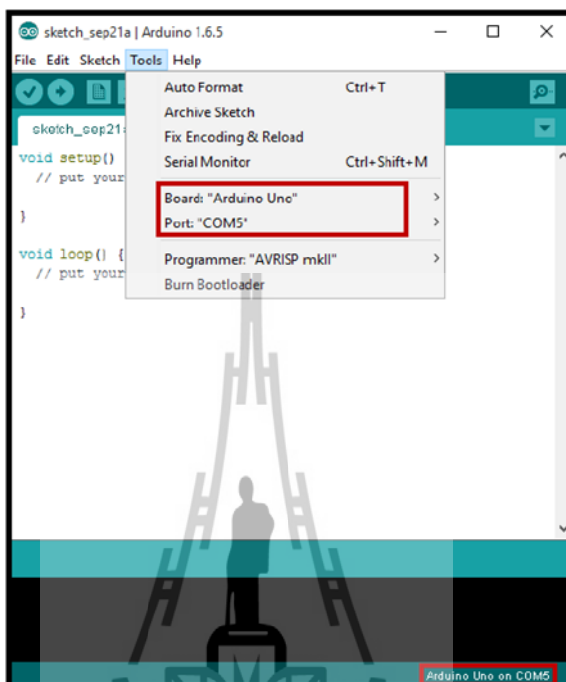 sketch_sep21a | Arduino 1.6.5
File Edit Sketch Tools Help
Auto Format Ctrl+T
Archive Sketch
Fix Encoding & Reload
Serial Monitor Ctrl+Shift+M
Board: "Arduino Uno"
Port: "COM5"
Programmer: "AVRISP mkII"
Burn Bootloader
sketch_sep21a
void setup()
// put your
}
void loop() {
// put your
}
Arduino Uno on COM5